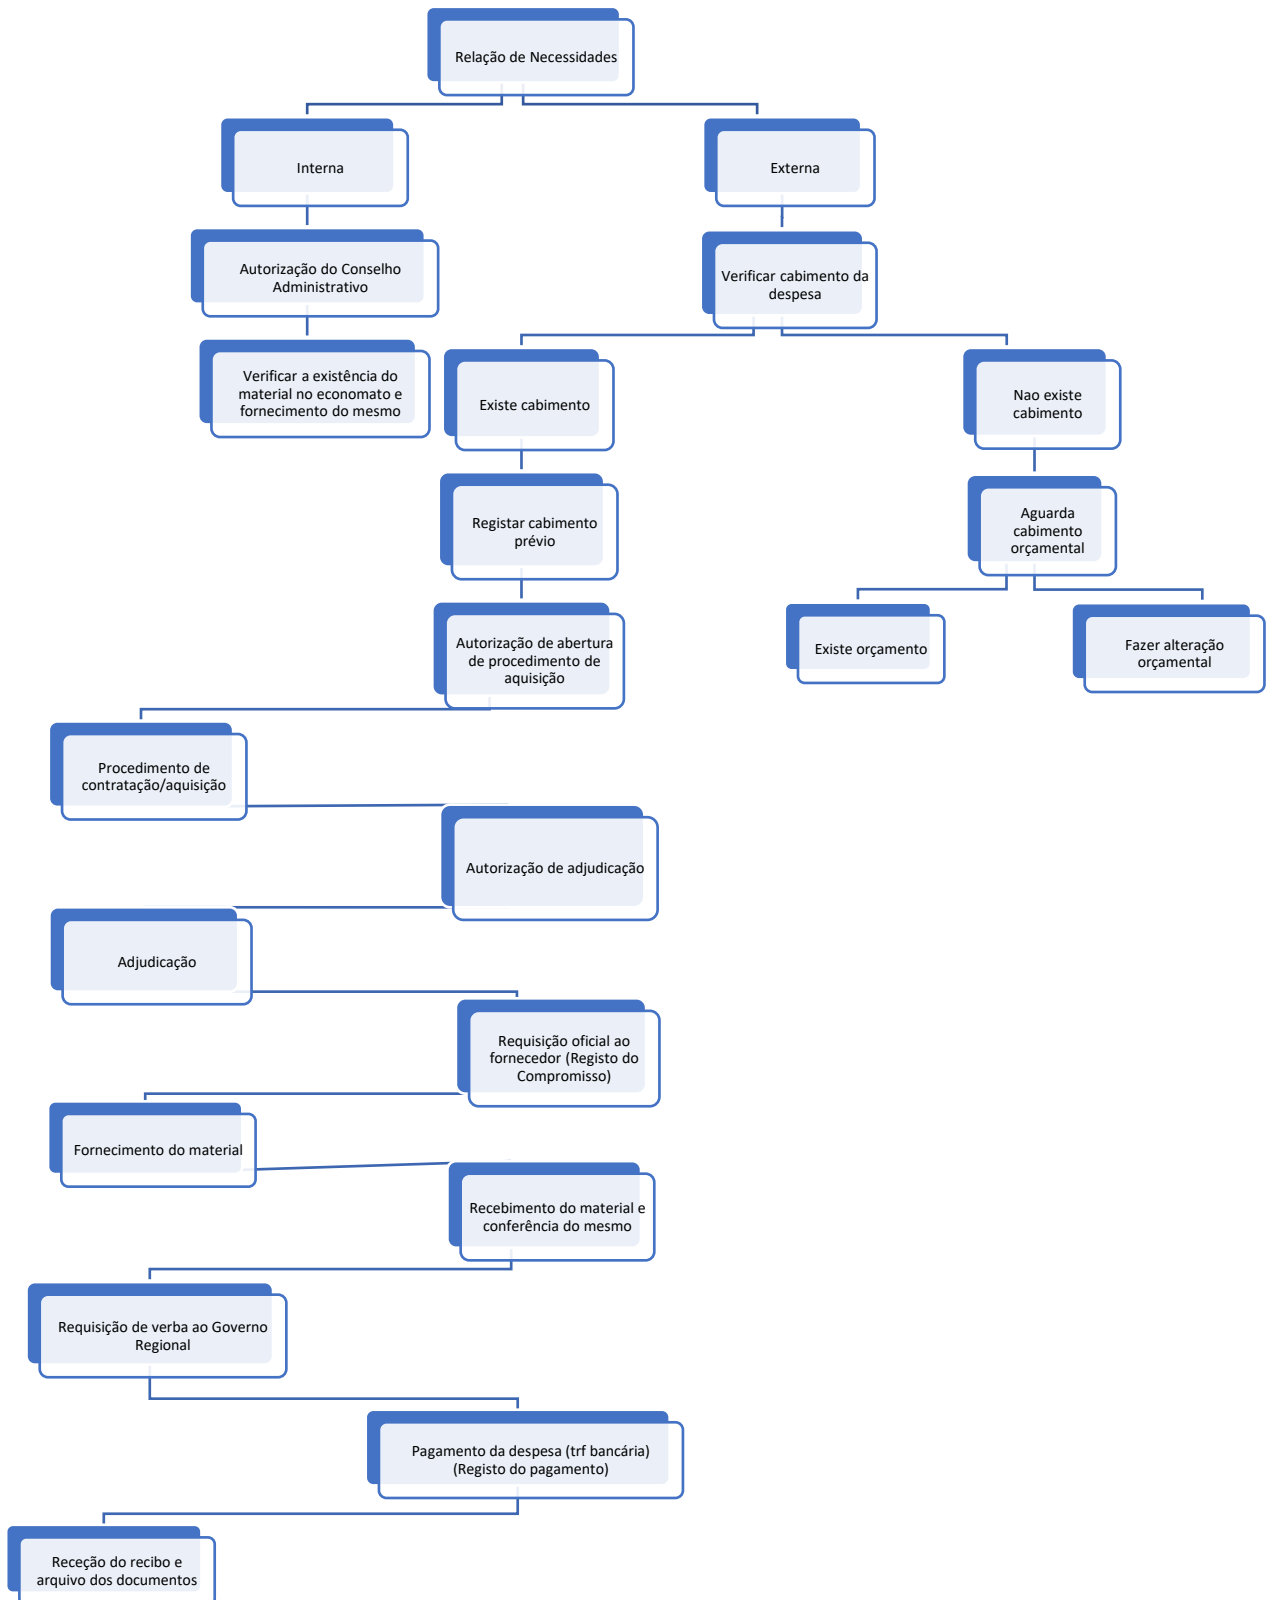 Relação de Necessidades
Interna
Externa
Autorização do Conselho
Administrativo
Verificar cabimento da
despesa
Verificar a existência do
material no economato e
fornecimento do mesmo
Existe cabimento
Nao existe
cabimento
Registar cabimento
prévio
Aguarda
cabimento
orçamental
Autorização de abertura
de procedimento de
aquisição
Existe orçamento
Fazer alteração
orçamental
Procedimento de
contratação/aquisição
Autorização de adjudicação
Adjudicação
Requisição oficial ao
fornecedor (Registo do
Compromisso)
Fornecimento do material
Recebimento do material e
conferência do mesmo
Requisição de verba ao Governo
Regional
Pagamento da despesa (trf bancária)
(Registo do pagamento)
Receção do recibo e
arquivo dos documentos